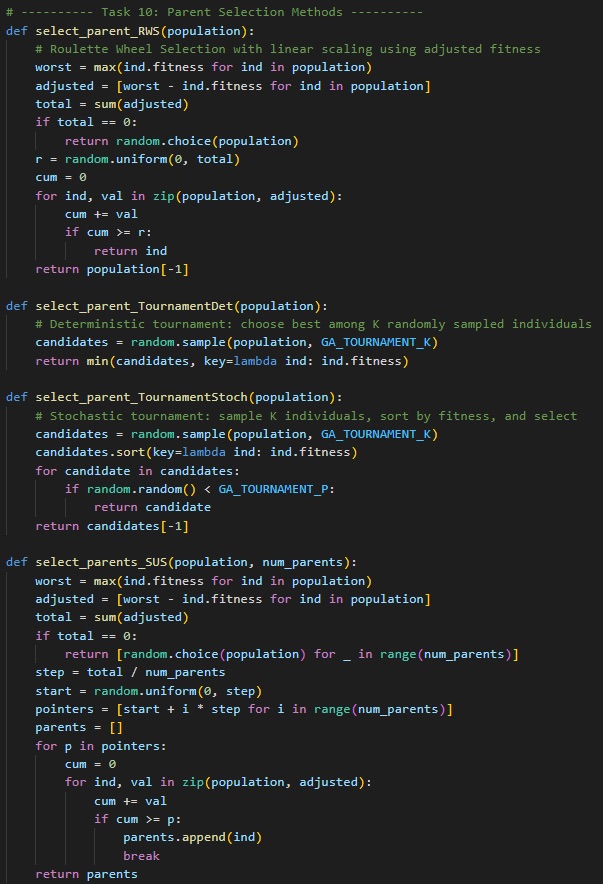 # ---------- Task 10: Parent Selection Methods ----------
def select_parent_RWS(population):
    # Roulette Wheel Selection with linear scaling using adjusted fitness
    worst = max(ind.fitness for ind in population)
    adjusted = [worst - ind.fitness for ind in population]
    total = sum(adjusted)
    if total == 0:
        return random.choice(population)
    r = random.uniform(0, total)
    cum = 0
    for ind, val in zip(population, adjusted):
        cum += val
        if cum >= r:
            return ind
    return population[-1]

def select_parent_TournamentDet(population):
    # Deterministic tournament: choose best among K randomly sampled individuals
    candidates = random.sample(population, GA_TOURNAMENT_K)
    return min(candidates, key=lambda ind: ind.fitness)

def select_parent_TournamentStoch(population):
    # Stochastic tournament: sample K individuals, sort by fitness, and select
    candidates = random.sample(population, GA_TOURNAMENT_K)
    candidates.sort(key=lambda ind: ind.fitness)
    for candidate in candidates:
        if random.random() < GA_TOURNAMENT_P:
            return candidate
    return candidates[-1]

def select_parents_SUS(population, num_parents):
    worst = max(ind.fitness for ind in population)
    adjusted = [worst - ind.fitness for ind in population]
    total = sum(adjusted)
    if total == 0:
        return [random.choice(population) for _ in range(num_parents)]
    step = total / num_parents
    start = random.uniform(0, step)
    pointers = [start + i * step for i in range(num_parents)]
    parents = []
    for p in pointers:
        cum = 0
        for ind, val in zip(population, adjusted):
            cum += val
            if cum >= p:
                parents.append(ind)
                break
    return parents